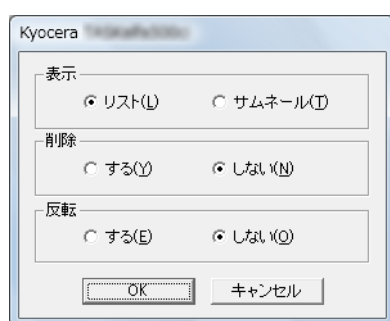 Kyocera
表示
リスト(L) サムネール(T)
削除
する(Y) しない(N)
反転
する(E) しない(O)
OK キャンセル